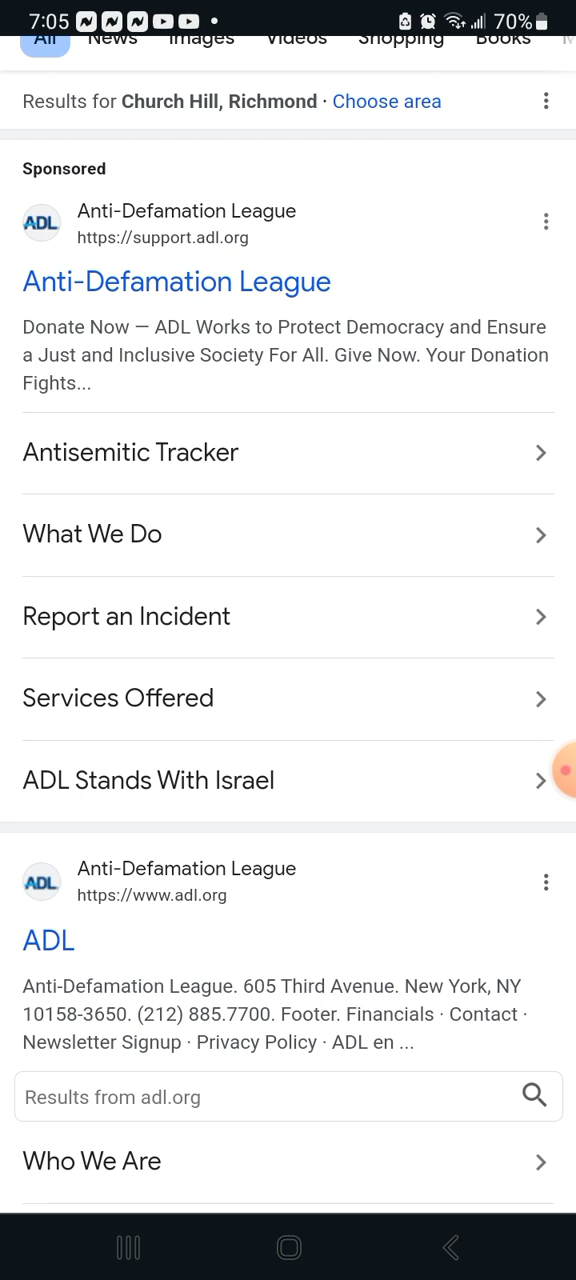 7:05 70%
All News Images Videos Shopping Books
Results for Church Hill, Richmond · Choose area
Sponsored
ADL Anti-Defamation League
https://support.adl.org
Anti-Defamation League
Donate Now — ADL Works to Protect Democracy and Ensure
a Just and Inclusive Society For All. Give Now. Your Donation
Fights...
Antisemitic Tracker
What We Do
Report an Incident
Services Offered
ADL Stands With Israel
ADL Anti-Defamation League
https://www.adl.org
ADL
Anti-Defamation League. 605 Third Avenue. New York, NY
10158-3650. (212) 885.7700. Footer. Financials · Contact ·
Newsletter Signup · Privacy Policy · ADL en ...
Results from adl.org
Who We Are